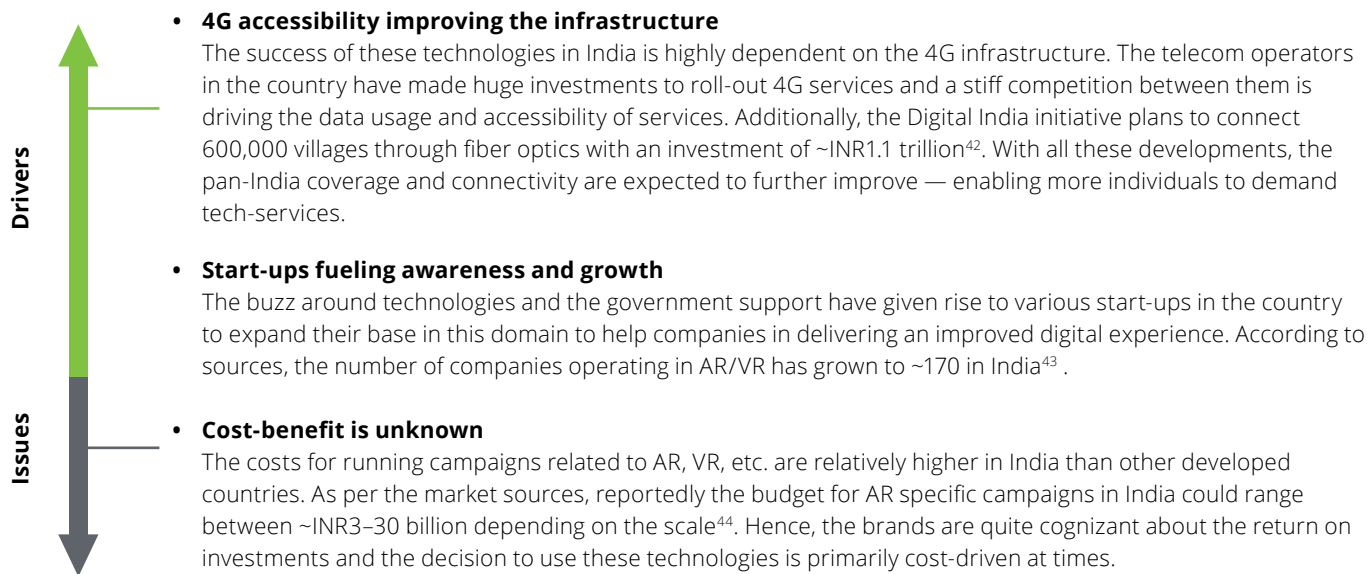 • 4G accessibility improving the infrastructure
The success of these technologies in India is highly dependent on the 4G infrastructure. The telecom operators
in the country have made huge investments to roll-out 4G services and a stiff competition between them is
driving the data usage and accessibility of services. Additionally, the Digital India initiative plans to connect
600,000 villages through fiber optics with an investment of ~INR1.1 trillion⁴². With all these developments, the
pan-India coverage and connectivity are expected to further improve — enabling more individuals to demand
tech-services.
Drivers
• Start-ups fueling awareness and growth
The buzz around technologies and the government support have given rise to various start-ups in the country
to expand their base in this domain to help companies in delivering an improved digital experience. According to
sources, the number of companies operating in AR/VR has grown to ~170 in India⁴³ .
Issues
• Cost-benefit is unknown
The costs for running campaigns related to AR, VR, etc. are relatively higher in India than other developed
countries. As per the market sources, reportedly the budget for AR specific campaigns in India could range
between ~INR3–30 billion depending on the scale⁴⁴. Hence, the brands are quite cognizant about the return on
investments and the decision to use these technologies is primarily cost-driven at times.